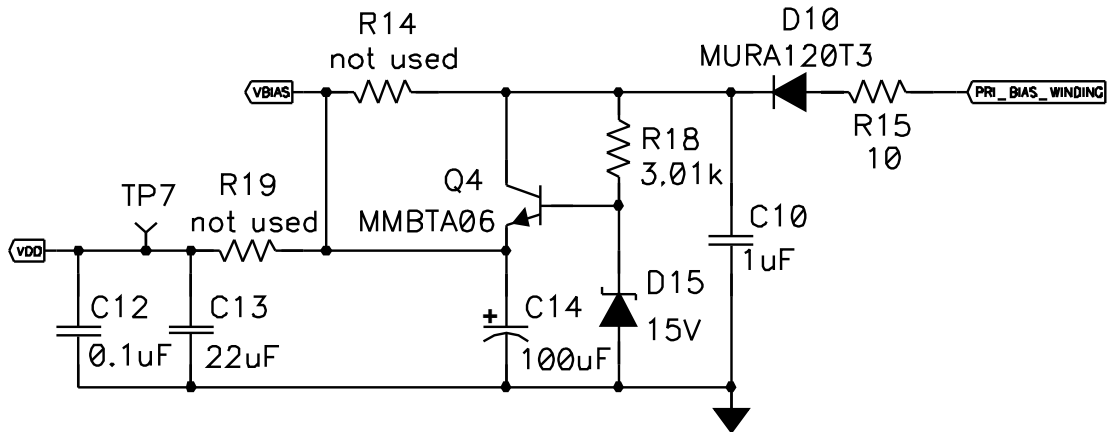 R14
not used
VBIAS
D10
MURA120T3
PRI_BIAS_WINDING
R15
10
R18
3,01k
Q4
MMBTA06
TP7
R19
not used
VDD
C10
1uF
C12
0.1uF
C13
22uF
+
C14
100uF
D15
15V